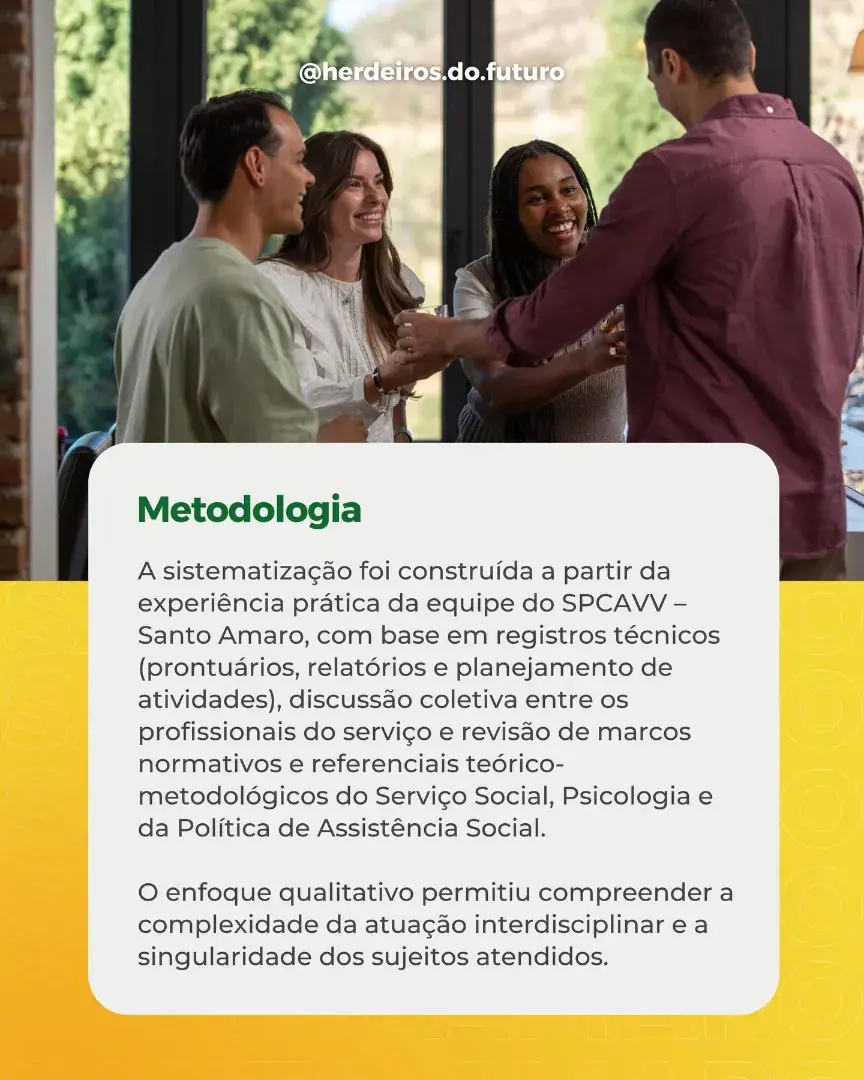 @herdeiros.do.futuro
Metodologia
A sistematização foi construída a partir da
experiência prática da equipe do SPCAVV –
Santo Amaro, com base em registros técnicos
(prontuários, relatórios e planejamento de
atividades), discussão coletiva entre os
profissionais do serviço e revisão de marcos
normativos e referenciais teórico-
metodológicos do Serviço Social, Psicologia e
da Política de Assistência Social.
O enfoque qualitativo permitiu compreender a
complexidade da atuação interdisciplinar e a
singularidade dos sujeitos atendidos.